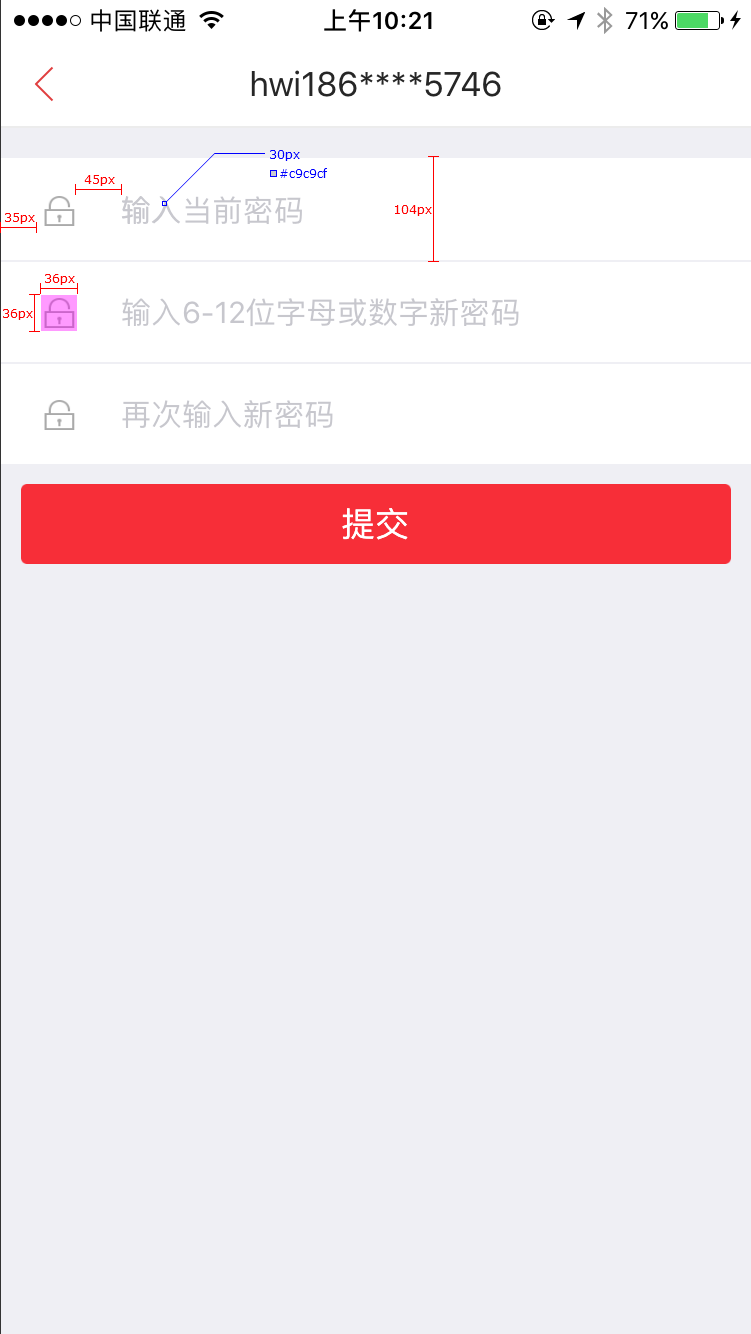 中国联通 上午10:21 71%
hwi186****5746
30px
#c9c9cf
45px
104px
35px
输入当前密码
36px
36px
输入6-12位字母或数字新密码
再次输入新密码
提交